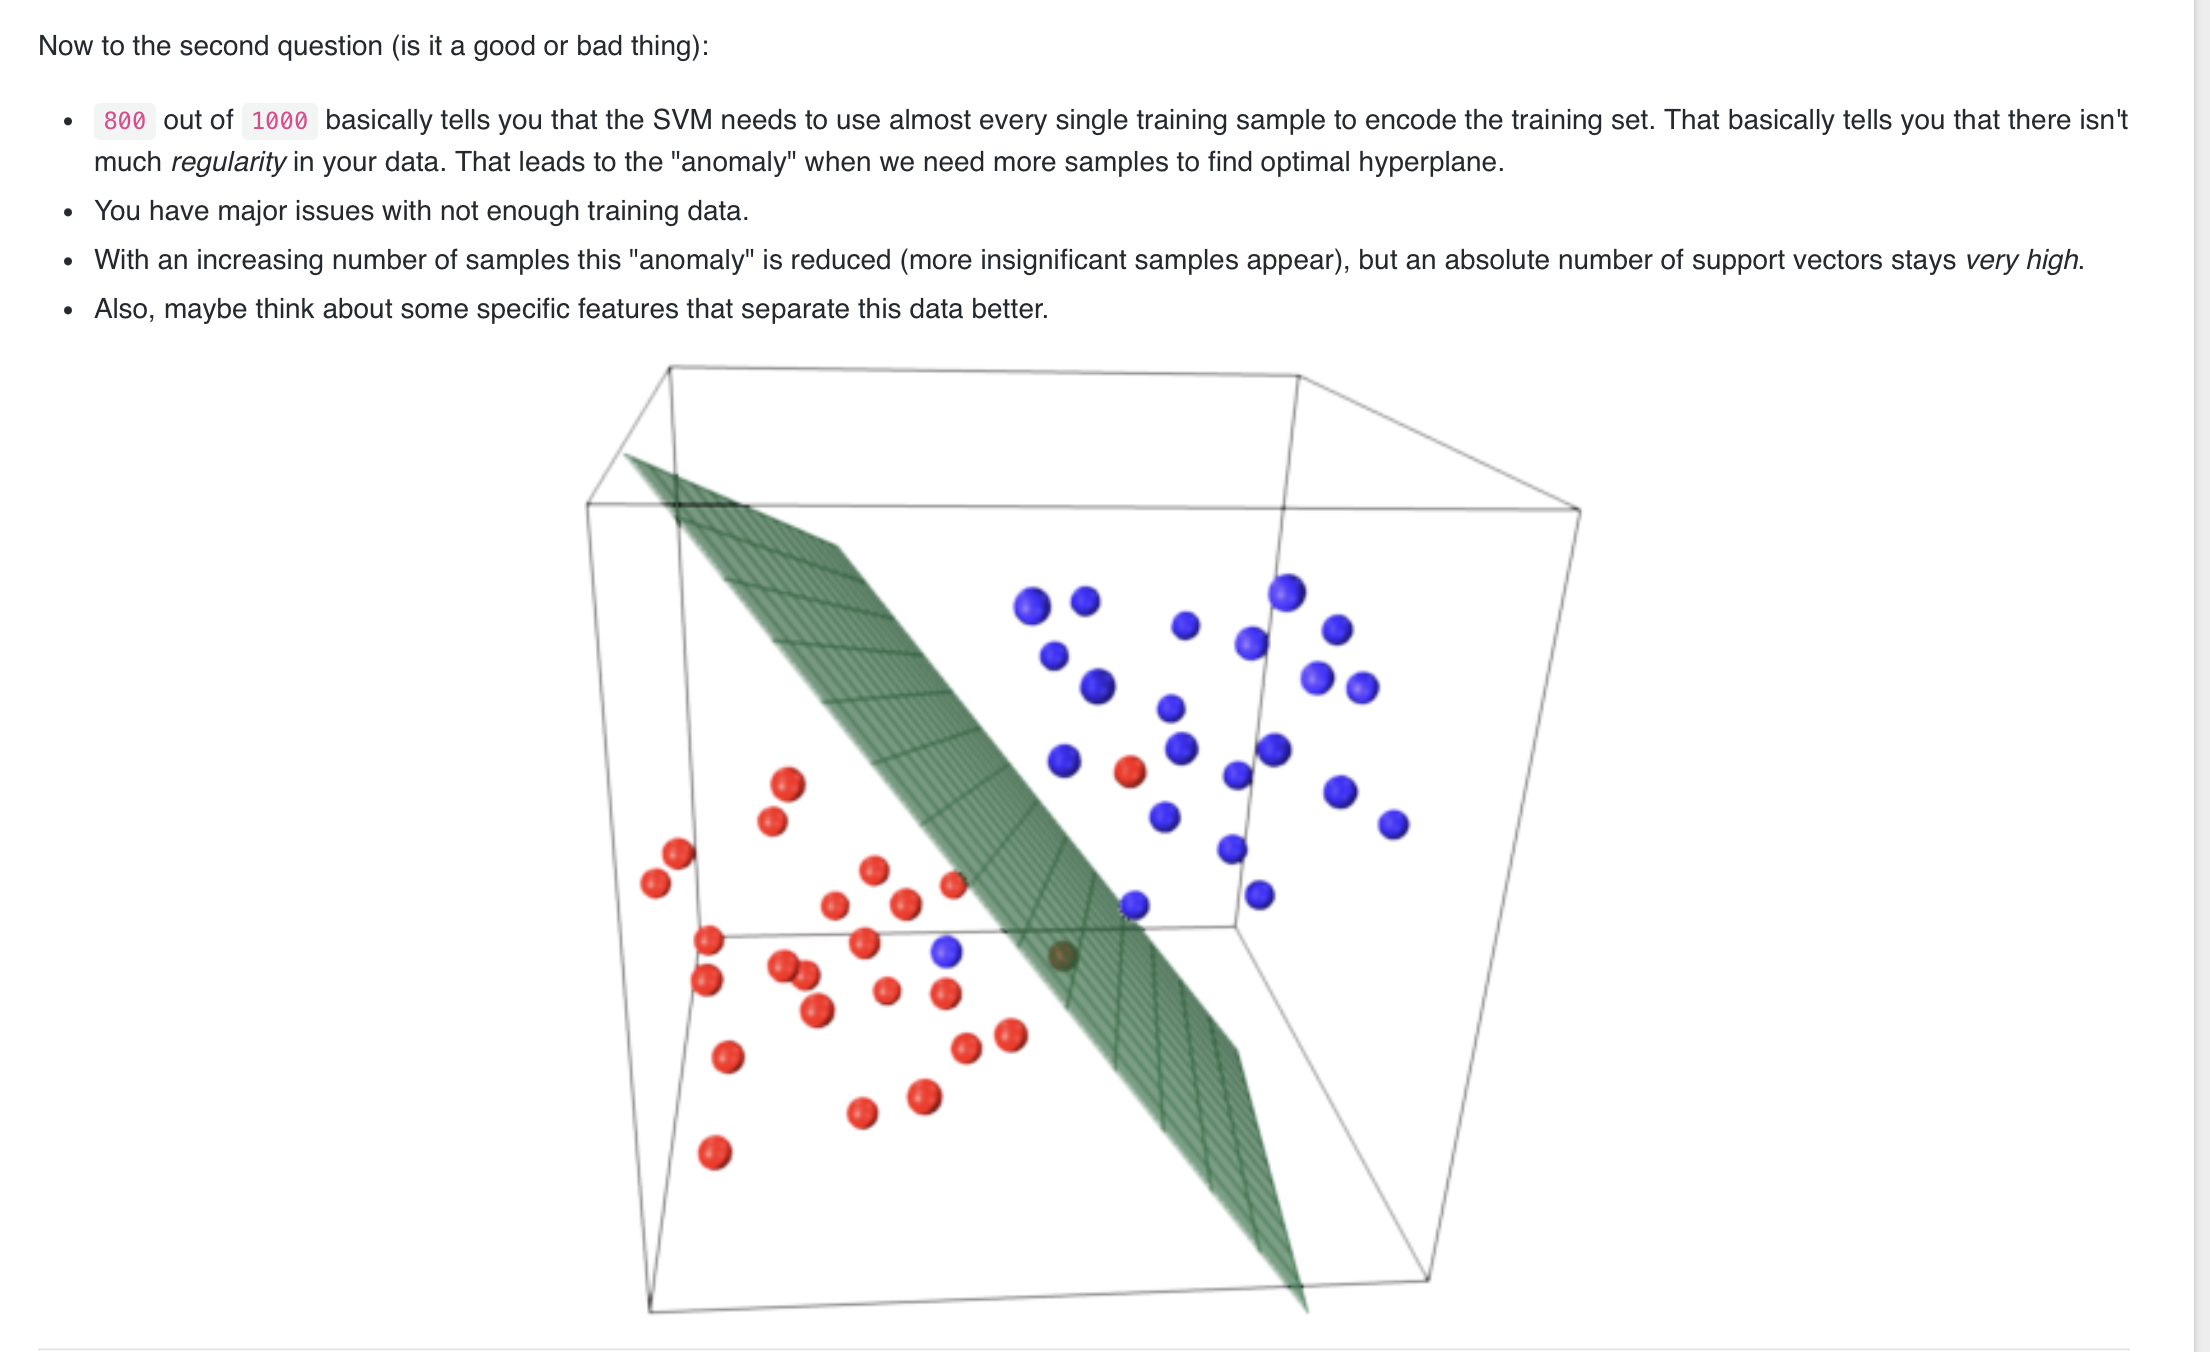 Now to the second question (is it a good or bad thing):
• 800 out of 1000 basically tells you that the SVM needs to use almost every single training sample to encode the training set. That basically tells you that there isn't
much regularity in your data. That leads to the "anomaly" when we need more samples to find optimal hyperplane.
• You have major issues with not enough training data.
• With an increasing number of samples this "anomaly" is reduced (more insignificant samples appear), but an absolute number of support vectors stays very high.
• Also, maybe think about some specific features that separate this data better.